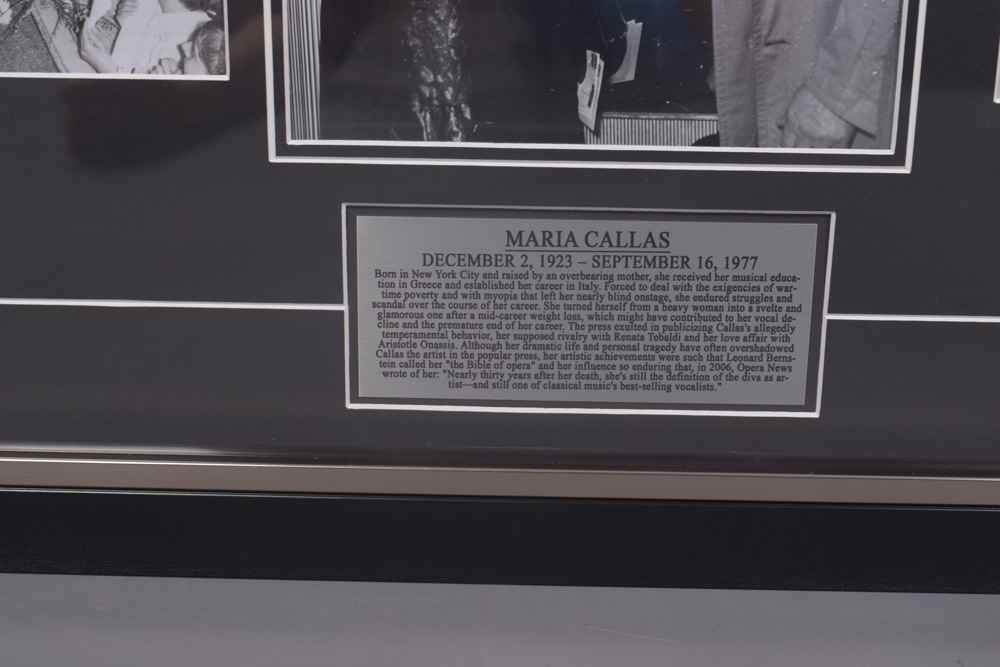 MARIA CALLAS
DECEMBER 2, 1923 – SEPTEMBER 16, 1977
Born in New York City and raised by an overbearing mother, she received her musical educa-
tion in Greece and established her career in Italy. Forced to deal with the exigencies of war-
time poverty and with myopia that left her nearly blind onstage, she endured struggles and
scandal over the course of her career. She turned herself from a heavy woman into a svelte and
glamorous one after a mid-career weight loss, which might have contributed to her vocal de-
cline and the premature end of her career. The press exulted in publicizing Callas's allegedly
temperamental behavior, her supposed rivalry with Renata Tebaldi and her love affair with
Aristotle Onassis. Although her dramatic life and personal tragedy have often overshadowed
Callas the artist in the popular press, her artistic achievements were such that Leonard Berns-
tein called her "the Bible of opera" and her influence so enduring that, in 2006, Opera News
wrote of her: "Nearly thirty years after her death, she's still the definition of the diva as ar-
tist—and still one of classical music's best-selling vocalists."